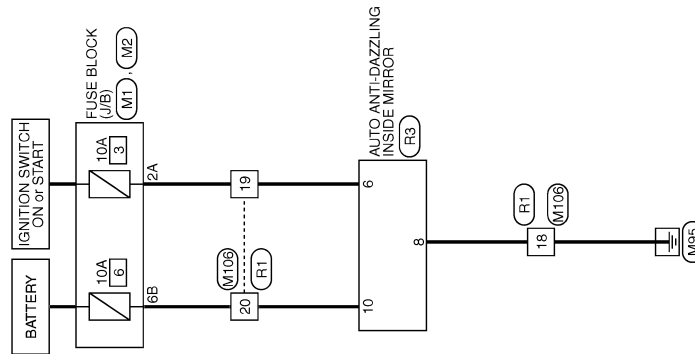 IGNITION SWITCH
ON or START
BATTERY
FUSE BLOCK
(J/B)
M1 , M2
10A
3
10A
6
2A
6B
19
M106
20
R1
AUTO ANTI-DAZZLING
INSIDE MIRROR
R3
6
10
8
R1
18
M106
M95